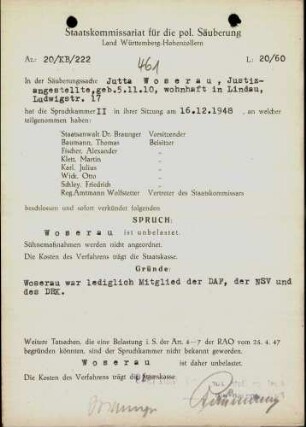 Staatskommissariat für die pol. Säuberung
Land Württemberg-Hohenzollern
Az.: 20/KB/222
461
L: 20/60
In der Säuberungssache Jutta Woserau, Justiz-
angestellte, geb. 5.11.10, wohnhaft in Lindau,
Ludwigstr. 17
hat die Spruchkammer II in ihrer Sitzung am 16.12.1948, an welcher
teilgenommen haben:
Staatsanwalt Dr. Braunger Vorsitzender
Baumann, Thomas Beisitzer
Fischer, Alexander "
Klott, Martin "
Karl, Julius "
Wick, Otto "
Schley, Friedrich "
Reg.Amtmann Wolfstetter Vertreter des Staatskommissars
beschlossen und sofort verkündet folgenden
SPRUCH:
Woserau ist unbelastet.
Sühnemaßnahmen werden nicht angeordnet.
Die Kosten des Verfahrens trägt die Staatskasse.
Gründe:
Woserau war lediglich Mitglied der DAF, der NSV und
des DRK.
Weitere Tatsachen, die eine Belastung i. S. der Art. 4-7 der RAO vom 25. 4. 47
begründen könnten, sind der Spruchkammer nicht bekannt geworden.
Woserau ist daher unbelastet.
Die Kosten des Verfahrens trägt die Staatskasse